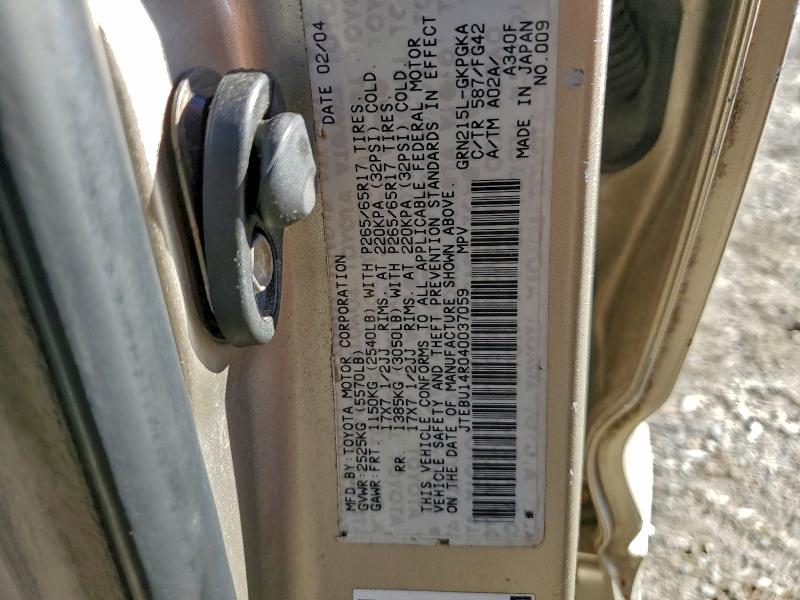 MFD.BY:TOYOTA MOTOR CORPORATION DATE 02/04
GVWR:2525KG (5570LB)
GAWR:FRT. 1150KG (2540LB) WITH P265/65R17 TIRES.
17X7 1/2JJ RIMS. AT 220KPA (32PSI) COLD.
RR. 1385KG (3050LB) WITH P265/65R17 TIRES.
17X7 1/2JJ RIMS. AT 220KPA (32PSI) COLD.
THIS VEHICLE CONFORMS TO ALL APPLICABLE FEDERAL MOTOR
VEHICLE SAFETY AND THEFT PREVENTION STANDARDS IN EFFECT
ON THE DATE OF MANUFACTURE SHOWN ABOVE.
JTEBU14R040037059 MPV
GRN215L-GKPGKA
C/TR 587/FG42
A/TM A02A/ A340F
MADE IN JAPAN
*
NO.009